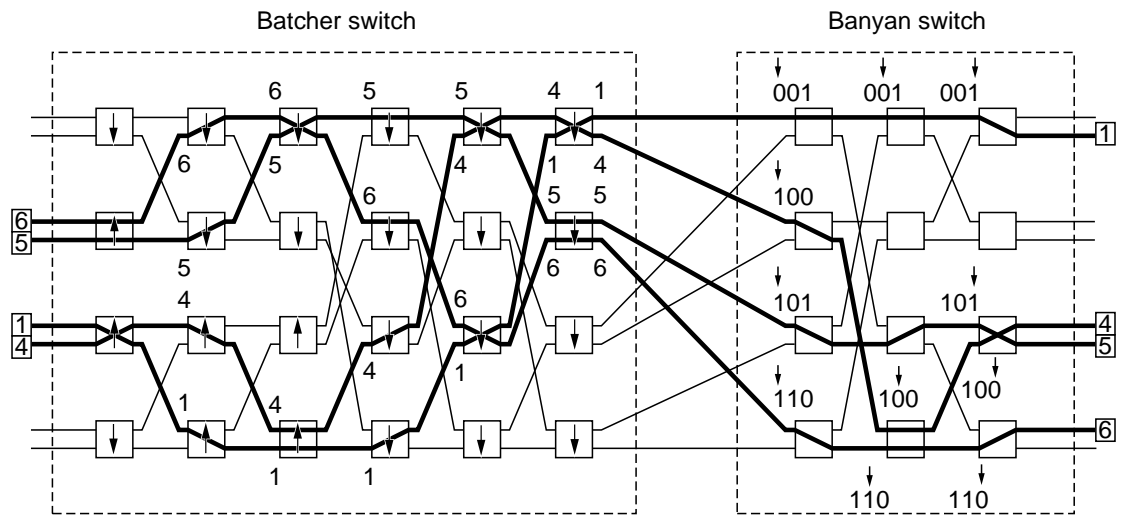 Batcher switch Banyan switch
6 5 5 4 1 001 001 001
1
6 5 4 1 4
6 5 5 100
6
5
5 6 6
4 6 101 101
1 4
4 5
1 4 4 1 110 100 100
6
1 1 110 110